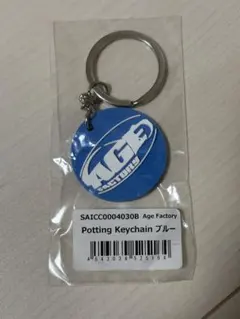 AGE
FACTORY
SAICC0004030B Age Factory
Potting Keychain ブルー